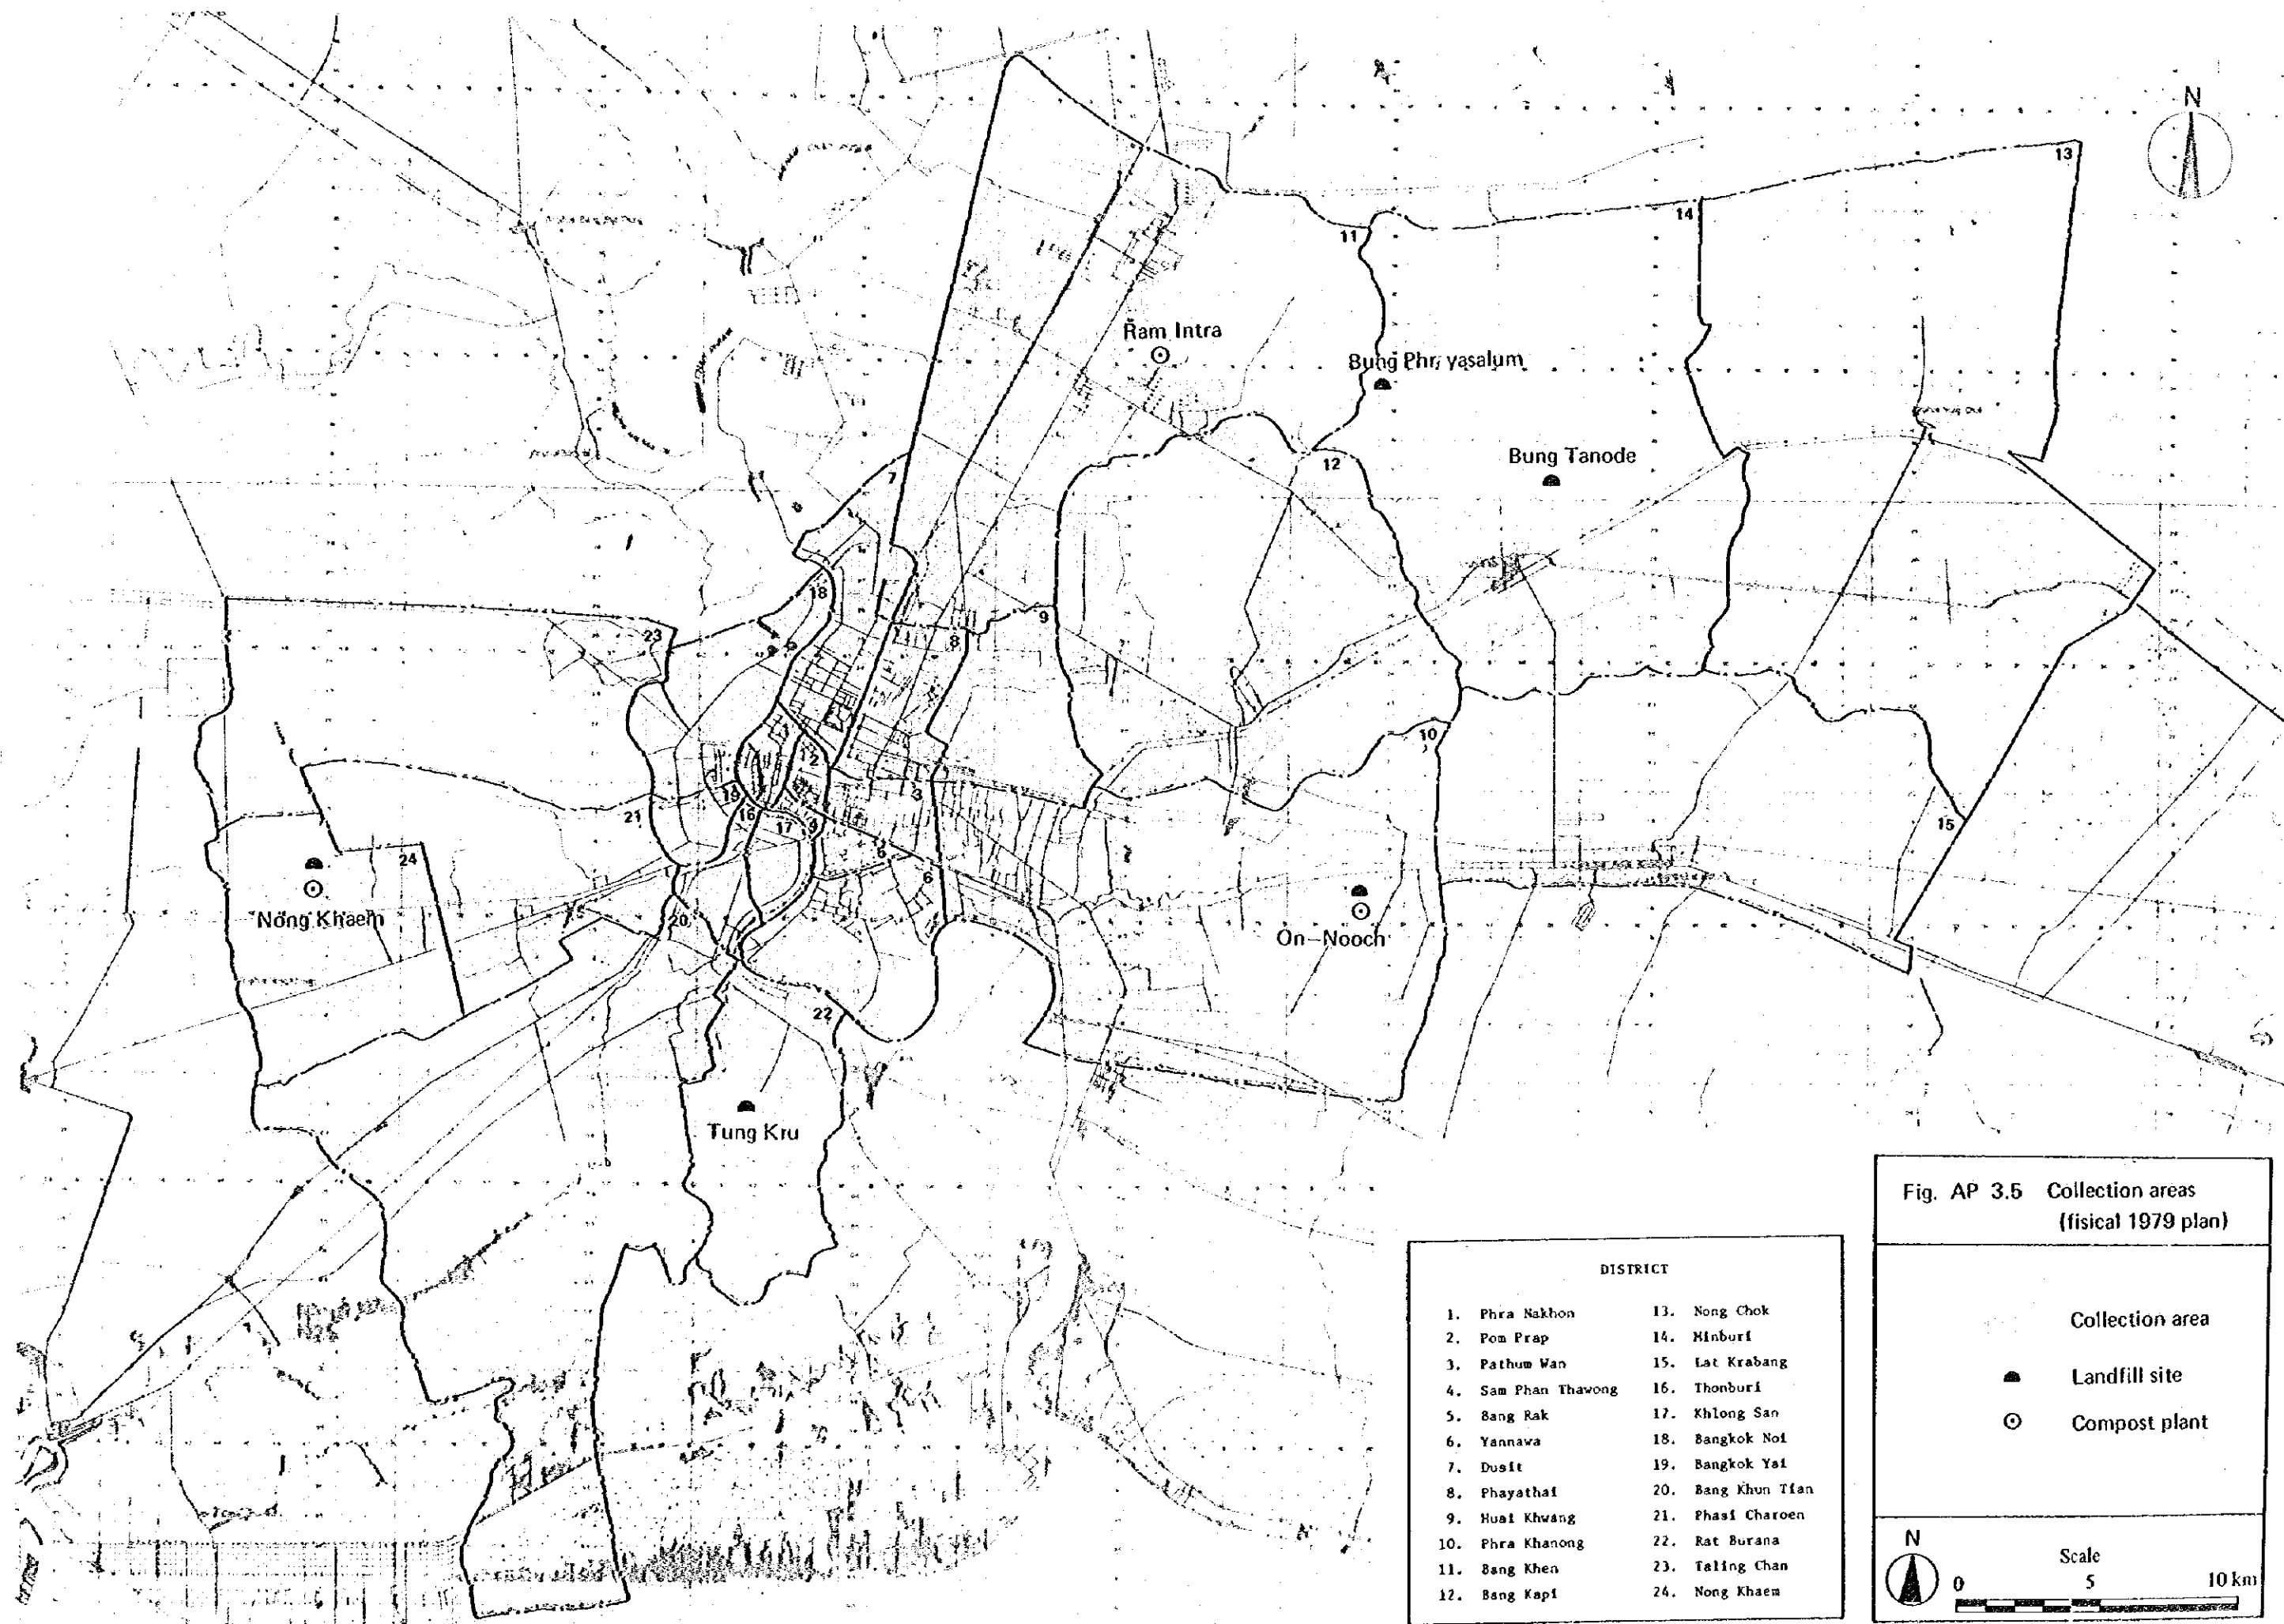 N
13
14
11
Ram Intra
Bung Phr yasalum
12
Bung Tanode
7
18
9
8
23
10
2
3
19
16
17
4
21
15
5
24
6
Nong Khaem
20
On-Nooch
22
Tung Kru
DISTRICT
1. Phra Nakhon
2. Pom Prap
3. Pathum Wan
4. Sam Phan Thawong
5. Bang Rak
6. Yannawa
7. Dusit
8. Phayathai
9. Huai Khwang
10. Phra Khanong
11. Bang Khen
12. Bang Kapi
13. Nong Chok
14. Minburi
15. Lat Krabang
16. Thonburi
17. Khlong San
18. Bangkok Noi
19. Bangkok Yai
20. Bang Khun Tian
21. Phasi Charoen
22. Rat Burana
23. Taling Chan
24. Nong Khaem
Fig. AP 3.5 Collection areas
(fisical 1979 plan)
Collection area
Landfill site
Compost plant
N
Scale
0 5 10 km